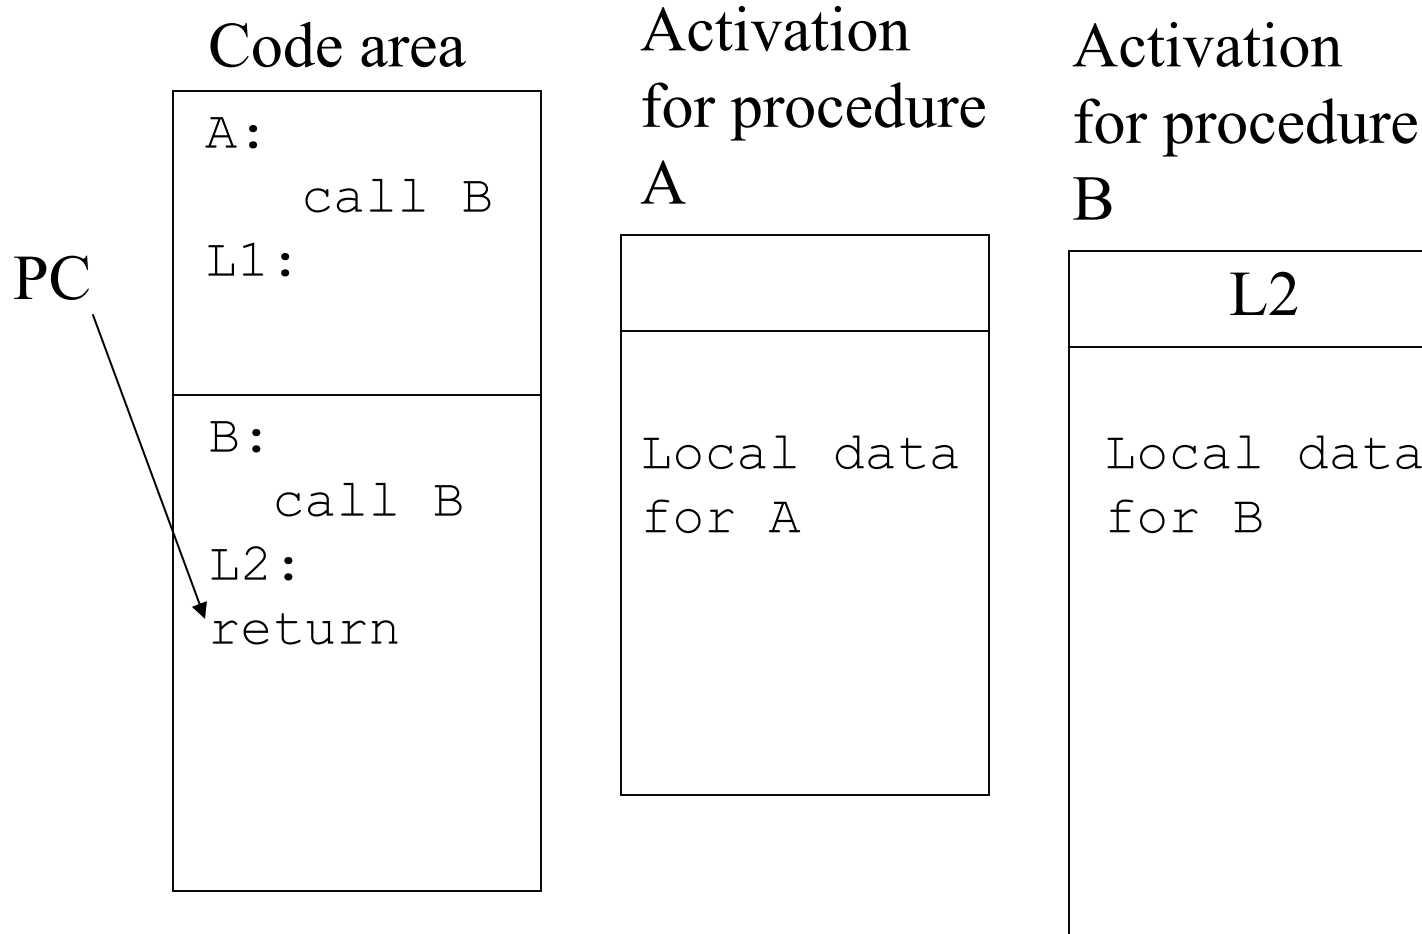 Code area
A:
call B
L1:
PC
B:
call B
L2:
return
Activation
for procedure
A
Local data
for A
Activation
for procedure
B
L2
Local data
for B